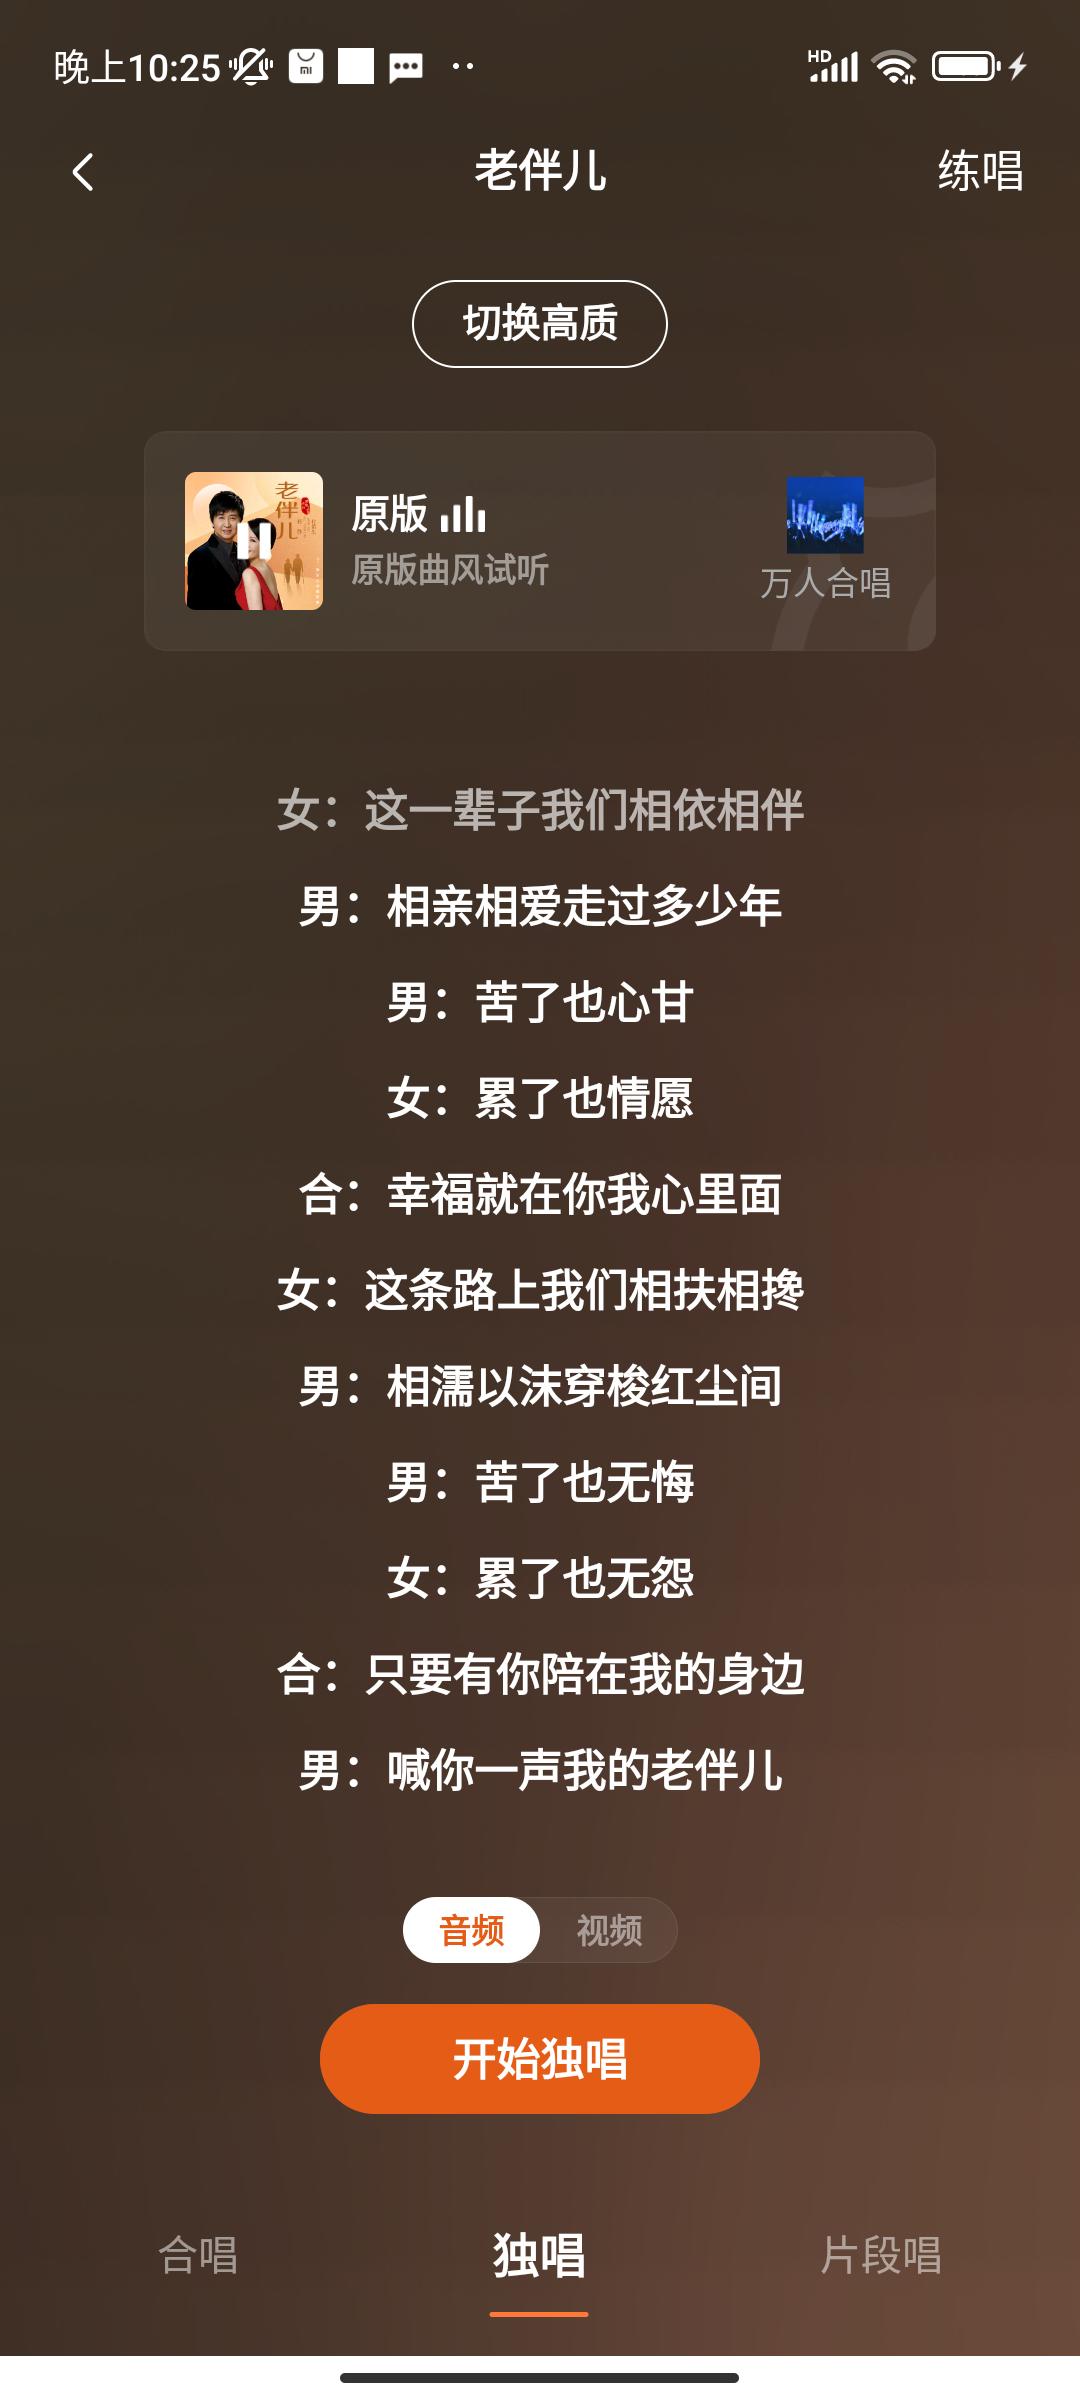 晚上10:25
HD
老伴儿
练唱
切换高质
老伴儿
原版
原版曲风试听
万人合唱
女：这一辈子我们相依相伴
男：相亲相爱走过多少年
男：苦了也心甘
女：累了也情愿
合：幸福就在你我心里面
女：这条路上我们相扶相搀
男：相濡以沫穿梭红尘间
男：苦了也无悔
女：累了也无怨
合：只要有你陪在我的身边
男：喊你一声我的老伴儿
音频
视频
开始独唱
合唱
独唱
片段唱